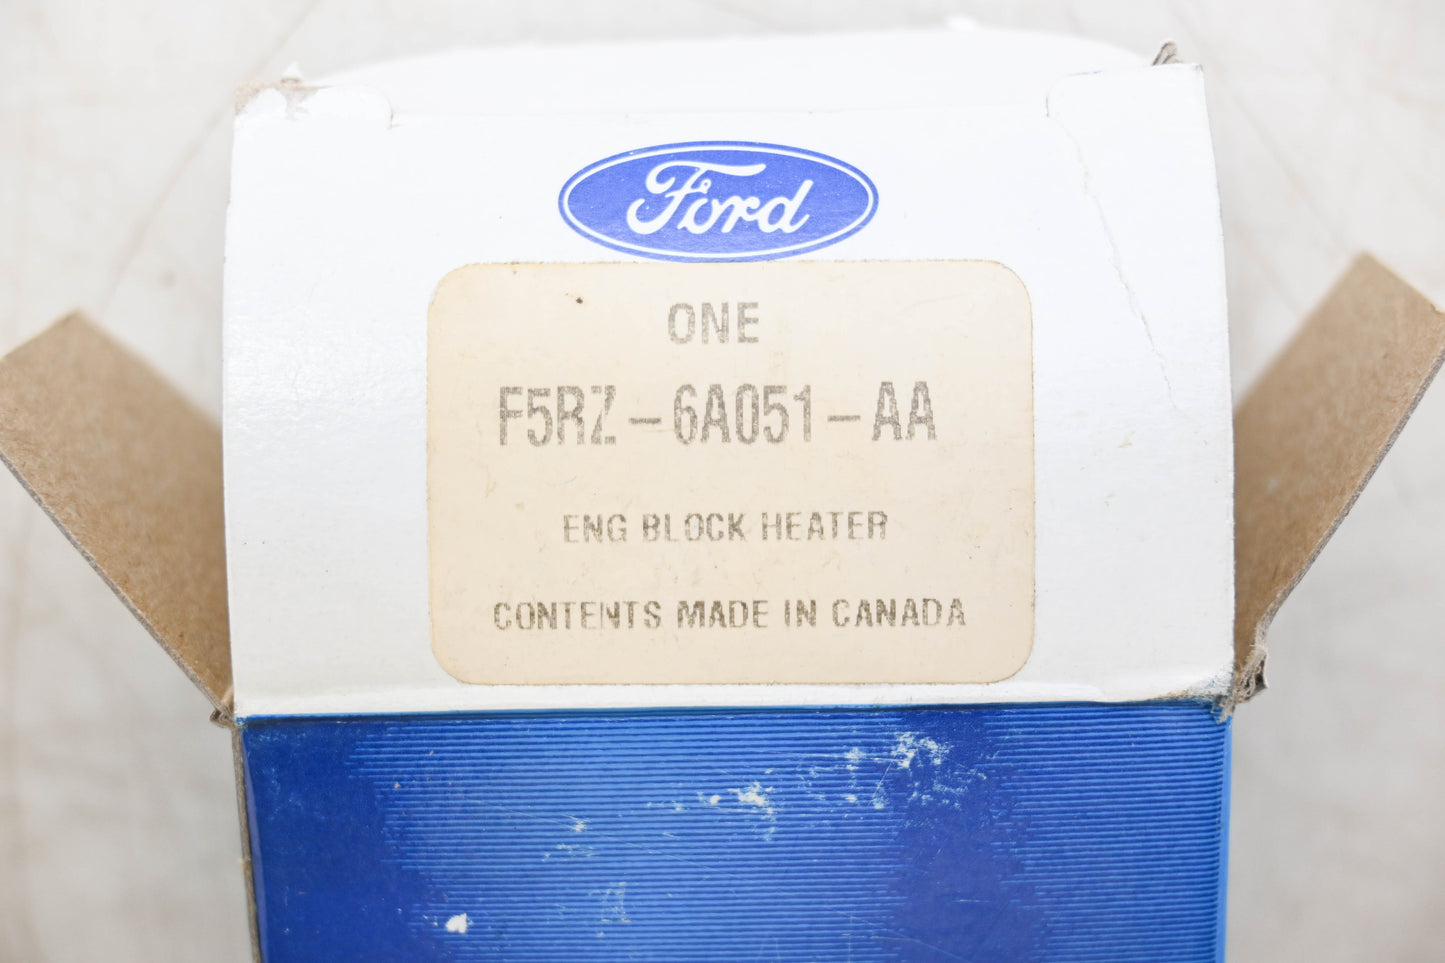 Ford
ONE
F5RZ-6A051-AA
ENG BLOCK HEATER
CONTENTS MADE IN CANADA